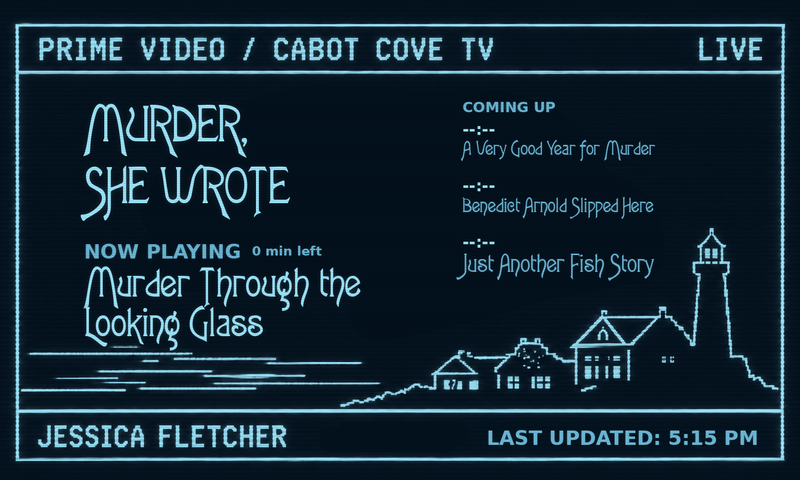 PRIME VIDEO / CABOT COVE TV
LIVE
MURDER,
SHE WROTE
NOW PLAYING 0 min left
Murder Through the
Looking Glass
COMING UP
--:--
A Very Good Year for Murder
--:--
Benedict Arnold Slipped Here
--:--
Just Another Fish Story
JESSICA FLETCHER
LAST UPDATED: 5:15 PM